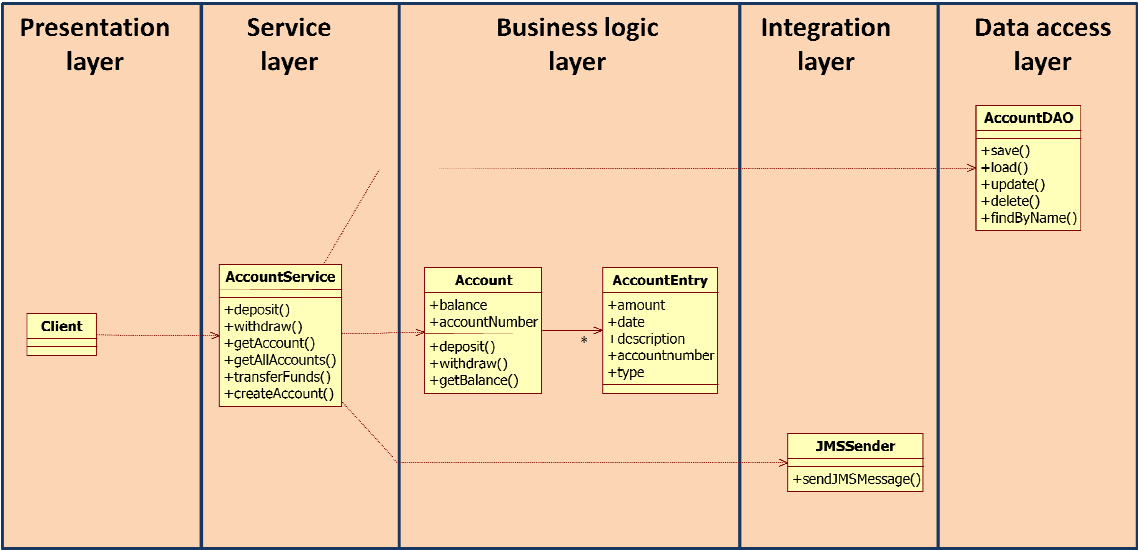 Presentation
layer
Service
layer
Business logic
layer
Integration
layer
Data access
layer
AccountDAO
+save()
+load()
+update()
+delete()
+findByName()
AccountService
+deposit()
+withdraw()
+getAccount()
+getAllAccounts()
+transferFunds()
+createAccount()
Account
+balance
+accountNumber
+deposit()
+withdraw()
+getBalance()
AccountEntry
+amount
+date
+description
+accountnumber
+type
*
Client
JMSSender
+sendJMSMessage()